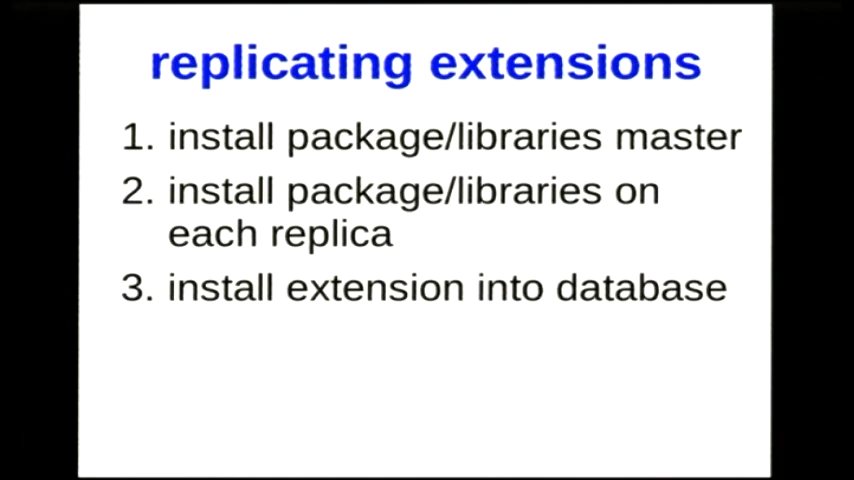 replicating extensions
1. install package/libraries master
2. install package/libraries on
each replica
3. install extension into database